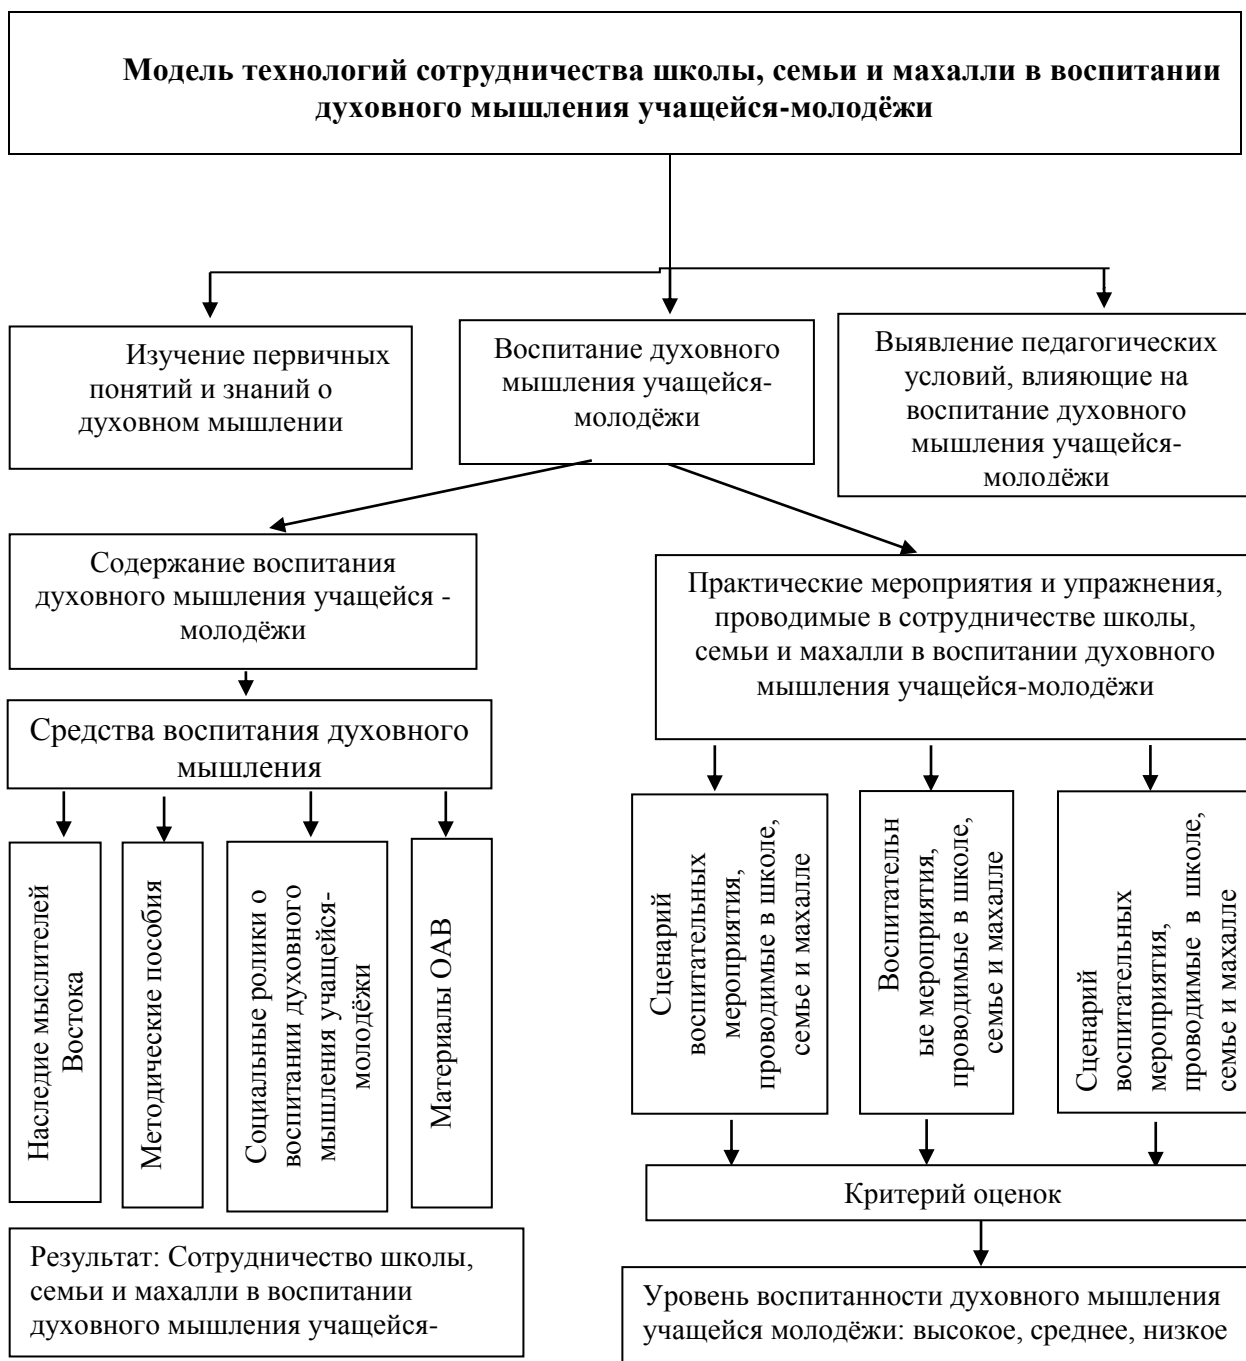 Модель технологий сотрудничества школы, семьи и махалли в воспитании
духовного мышления учащейся-молодёжи
Изучение первичных
понятий и знаний о
духовном мышлении
Воспитание духовного
мышления учащейся-
молодёжи
Выявление педагогических
условий, влияющие на
воспитание духовного
мышления учащейся-
молодёжи
Содержание воспитания
духовного мышления учащейся -
молодёжи
Практические мероприятия и упражнения,
проводимые в сотрудничестве школы,
семьи и махалли в воспитании духовного
мышления учащейся-молодёжи
Средства воспитания духовного
мышления
Наследие мыслителей
Востока
Методические пособия
Социальные ролики о
воспитании духовного
мышления учащейся-
молодёжи
Материалы ОАВ
Сценарий
воспитательных
мероприятия,
проводимые в школе,
семье и махалле
Воспитательн
ые мероприятия,
проводимые в школе,
семье и махалле
Сценарий
воспитательных
мероприятия,
проводимые в школе,
семье и махалле
Критерий оценок
Результат: Сотрудничество школы,
семьи и махалли в воспитании
духовного мышления учащейся-
Уровень воспитанности духовного мышления
учащейся молодёжи: высокое, среднее, низкое